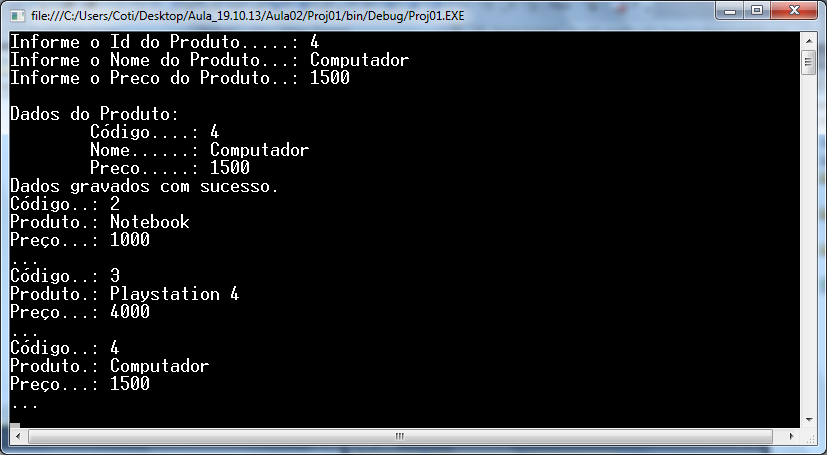 file:///C:/Users/Coti/Desktop/Aula_19.10.13/Aula02/Proj01/bin/Debug/Proj01.EXE
Informe o Id do Produto.....: 4
Informe o Nome do Produto...: Computador
Informe o Preco do Produto..: 1500
Dados do Produto:
Código....: 4
Nome......: Computador
Preco.....: 1500
Dados gravados com sucesso.
Código..: 2
Produto.: Notebook
Preço...: 1000
...
Código..: 3
Produto.: Playstation 4
Preço...: 4000
...
Código..: 4
Produto.: Computador
Preço...: 1500
...